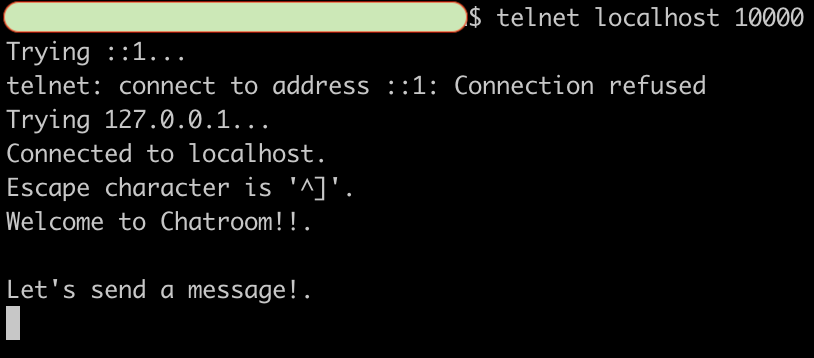 $ telnet localhost 10000
Trying ::1...
telnet: connect to address ::1: Connection refused
Trying 127.0.0.1...
Connected to localhost.
Escape character is '^]'.
Welcome to Chatroom!!.
Let's send a message!.